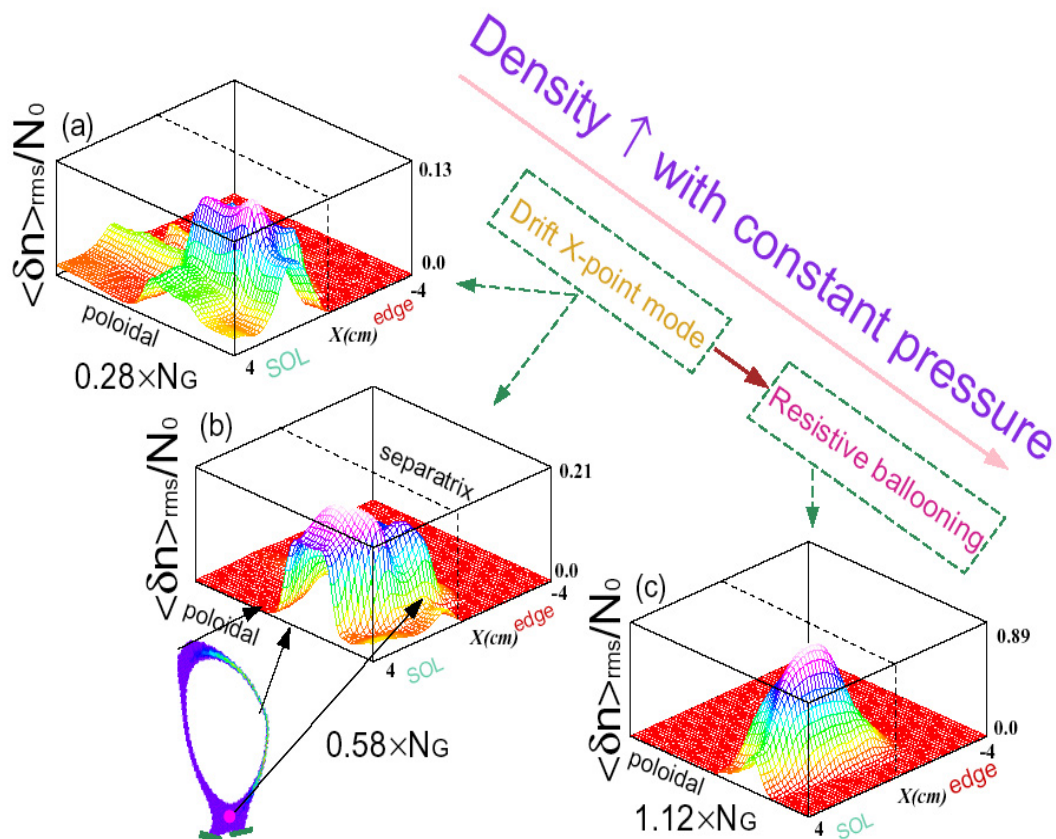 Density ↑ with constant pressure
Drift X-point mode
Resistive ballooning
(a)
<δn>rms/N0
0.13
0.0
-4
edge
X(cm)
4
SOL
poloidal
0.28×NG
(b)
<δn>rms/N0
separatrix
0.21
0.0
-4
edge
X(cm)
4
SOL
poloidal
0.58×NG
(c)
<δn>rms/N0
0.89
0.0
-4
edge
X(cm)
4
SOL
poloidal
1.12×NG